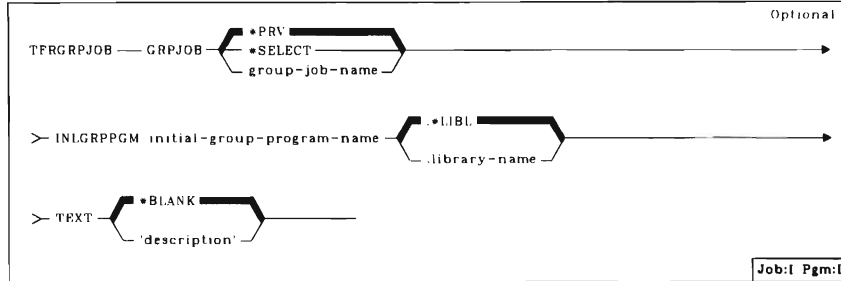 Optional
*PRV
TFRGRPJOB GRPJOB *SELECT
group-job-name
.*LIBL
INLGRPPGM initial-group-program-name
.library-name
*BLANK
TEXT
'description'
Job:I Pgm:I